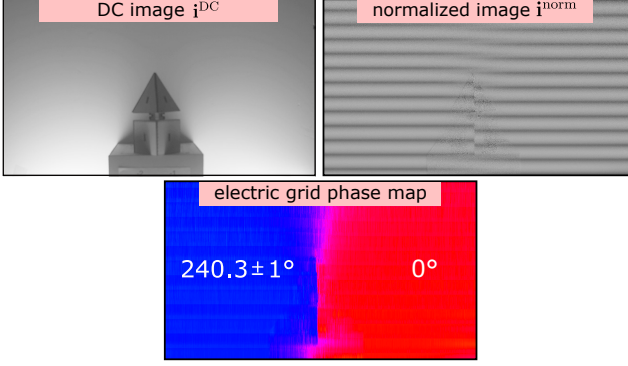 DC image i^DC
normalized image i^norm
electric grid phase map
240.3±1° 0°